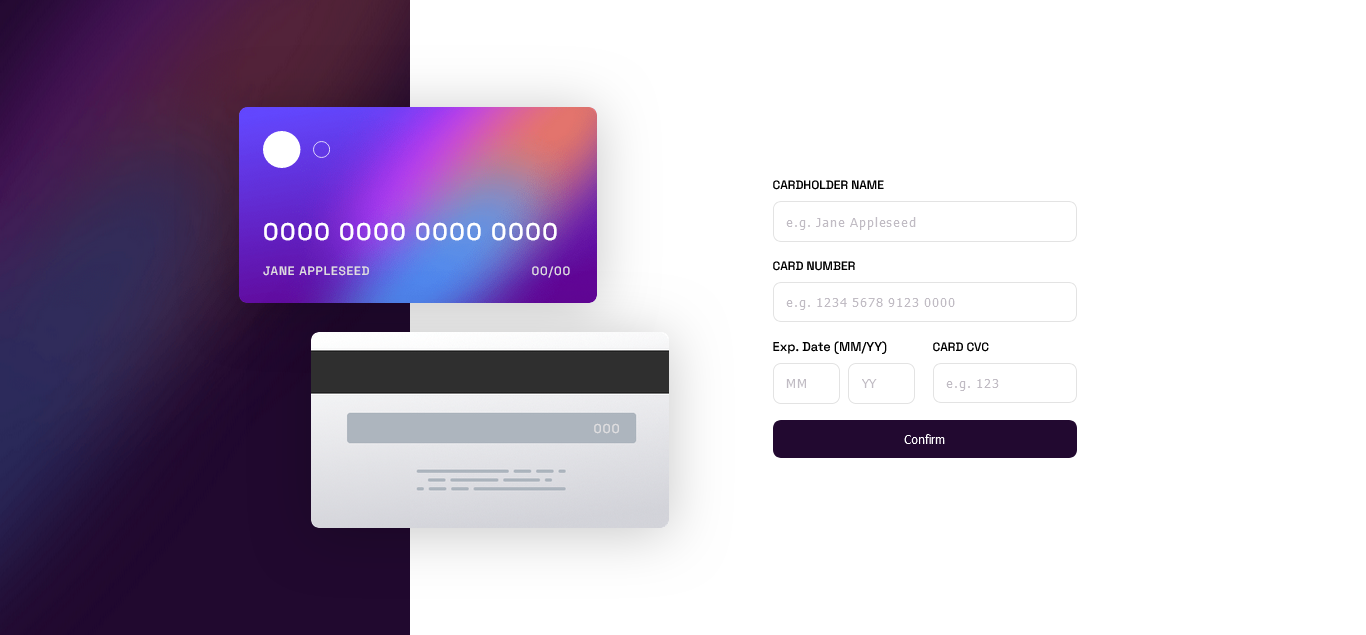 0000 0000 0000 0000
JANE APPLESEED 00/00
000
CARDHOLDER NAME
e.g. Jane Appleseed
CARD NUMBER
e.g. 1234 5678 9123 0000
Exp. Date (MM/YY) CARD CVC
MM YY e.g. 123
Confirm